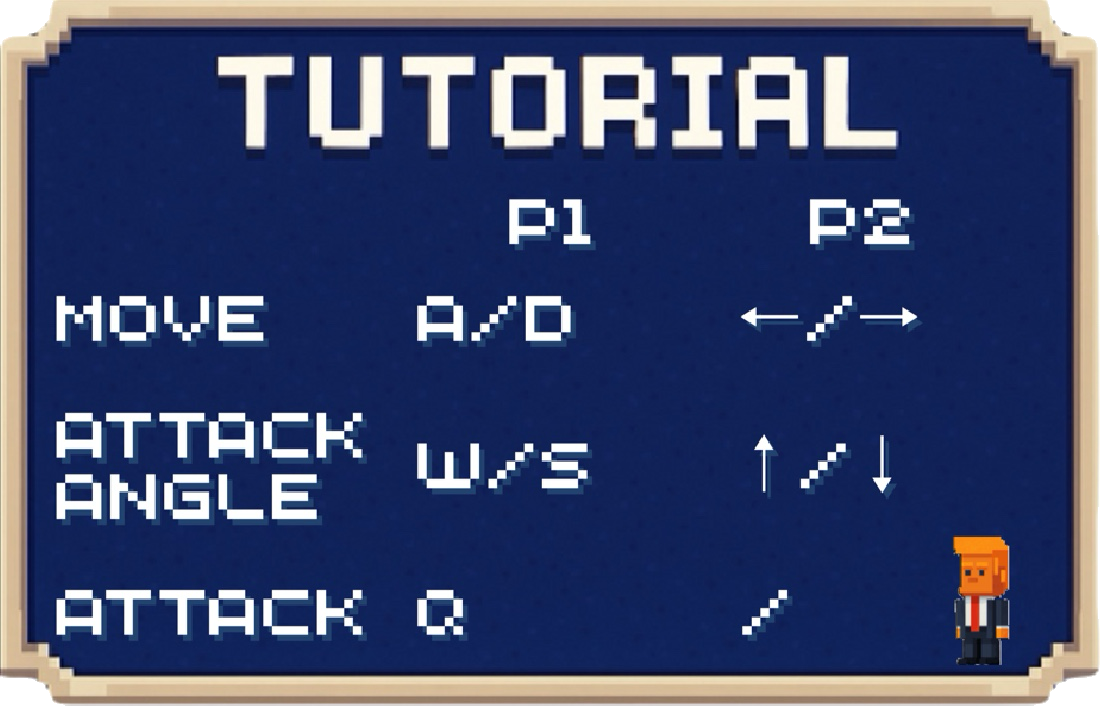 TUTORIAL
P1 P2
MOVE A/D ←/→
ATTACK
ANGLE W/S ↑/↓
ATTACK Q /